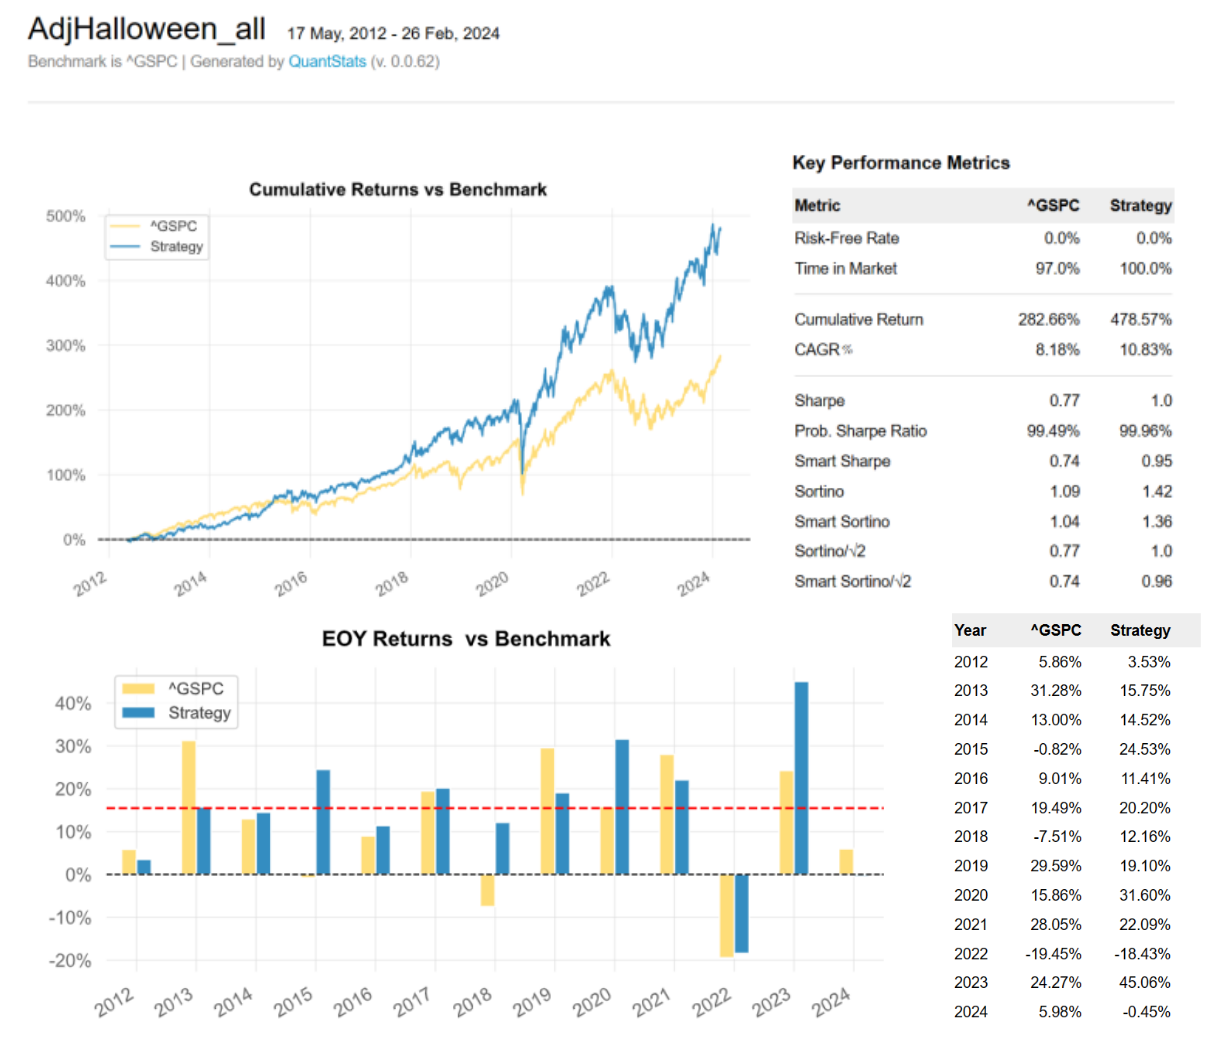 AdjHalloween_all 17 May, 2012 - 26 Feb, 2024
Benchmark is ^GSPC | Generated by QuantStats (v. 0.0.62)
Cumulative Returns vs Benchmark
500%
400%
300%
200%
100%
0%
^GSPC
Strategy
2012 2014 2016 2018 2020 2022 2024
Key Performance Metrics
Metric ^GSPC Strategy
Risk-Free Rate 0.0% 0.0%
Time in Market 97.0% 100.0%
Cumulative Return 282.66% 478.57%
CAGR% 8.18% 10.83%
Sharpe 0.77 1.0
Prob. Sharpe Ratio 99.49% 99.96%
Smart Sharpe 0.74 0.95
Sortino 1.09 1.42
Smart Sortino 1.04 1.36
Sortino/√2 0.77 1.0
Smart Sortino/√2 0.74 0.96
EOY Returns vs Benchmark
^GSPC
Strategy
40%
30%
20%
10%
0%
-10%
-20%
2012 2013 2014 2015 2016 2017 2018 2019 2020 2021 2022 2023 2024
Year ^GSPC Strategy
2012 5.86% 3.53%
2013 31.28% 15.75%
2014 13.00% 14.52%
2015 -0.82% 24.53%
2016 9.01% 11.41%
2017 19.49% 20.20%
2018 -7.51% 12.16%
2019 29.59% 19.10%
2020 15.86% 31.60%
2021 28.05% 22.09%
2022 -19.45% -18.43%
2023 24.27% 45.06%
2024 5.98% -0.45%